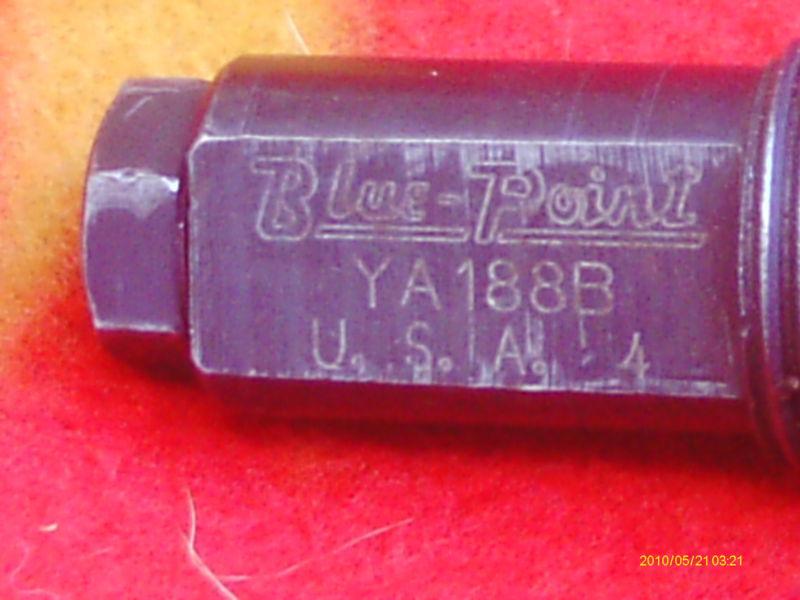 Blue-Point
YA188B
U. S. A. 4
2010/05/21 03:21